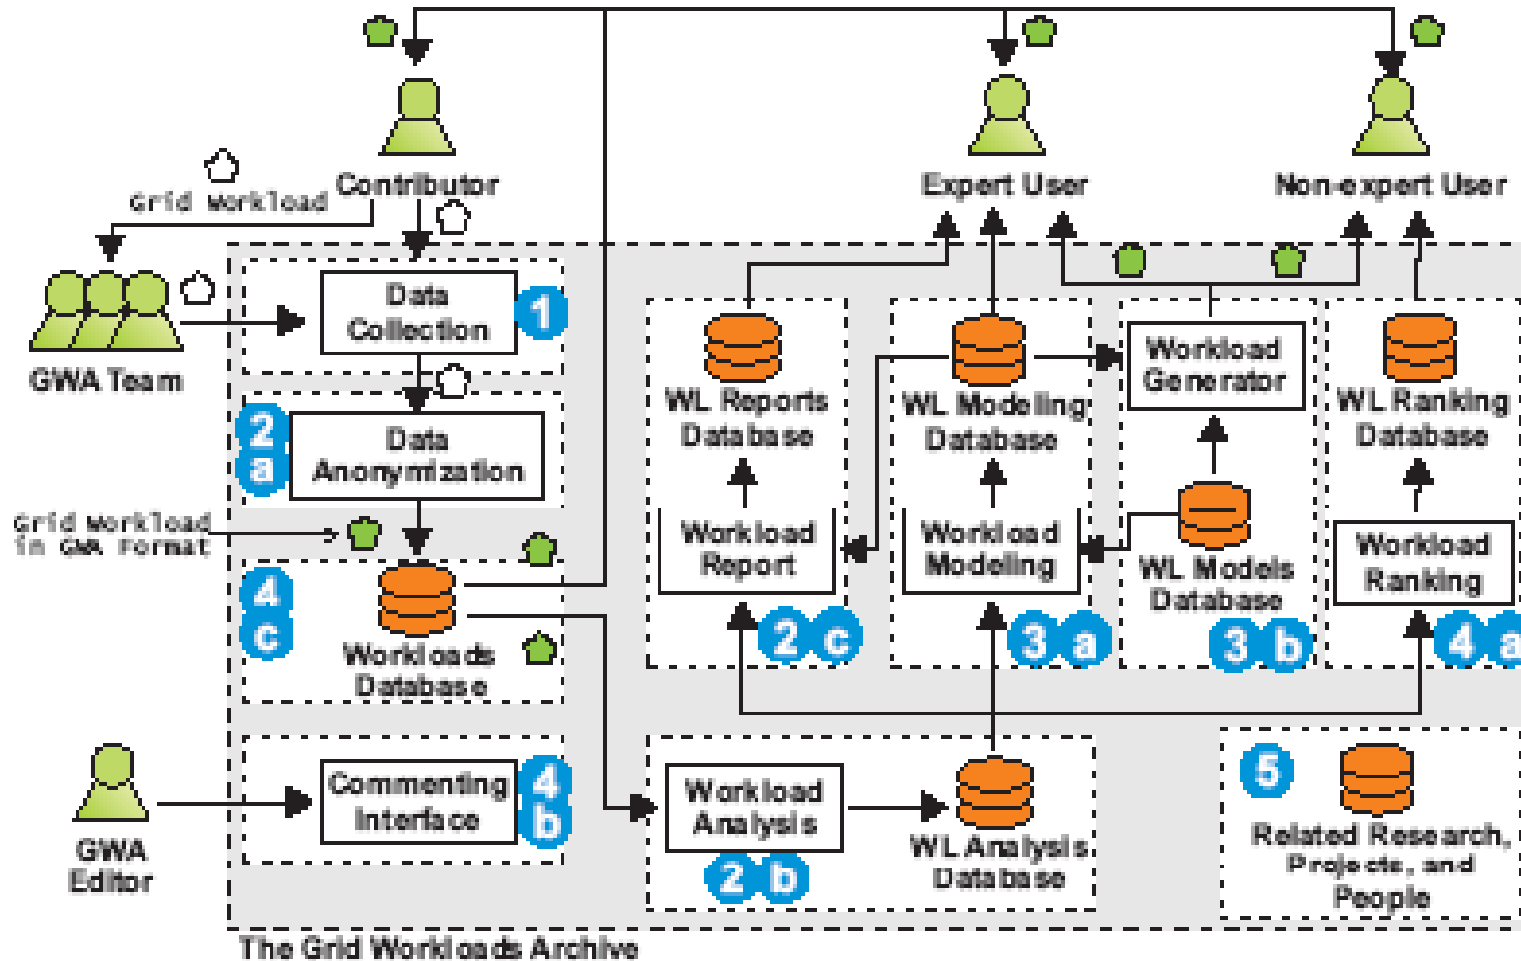 Contributor
Expert User
Non-expert User
Grid Workload
GWA Team
Data
Collection
1
2
a
Data
Anonymization
Grid Workload
in GWA Format
4
c
Workloads
Database
GWA
Editor
Commenting
Interface
4
b
WL Reports
Database
Workload
Report
2 c
WL Modeling
Database
Workload
Modeling
3 a
Workload
Generator
WL Models
Database
3 b
WL Ranking
Database
Workload
Ranking
4 a
Workload
Analysis
2 b
WL Analysis
Database
5
Related Research,
Projects, and
People
The Grid Workloads Archive